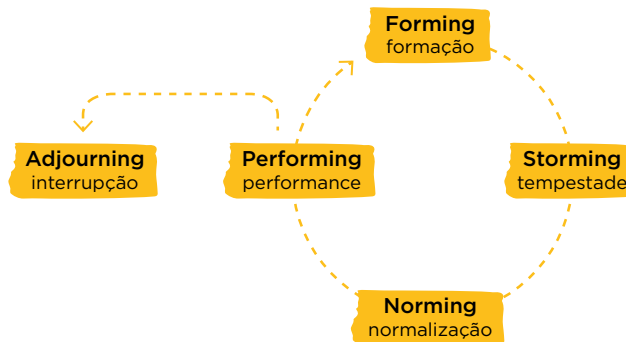 Forming
formação
Adjourning
interrupção
Performing
performance
Storming
tempestade
Norming
normalização